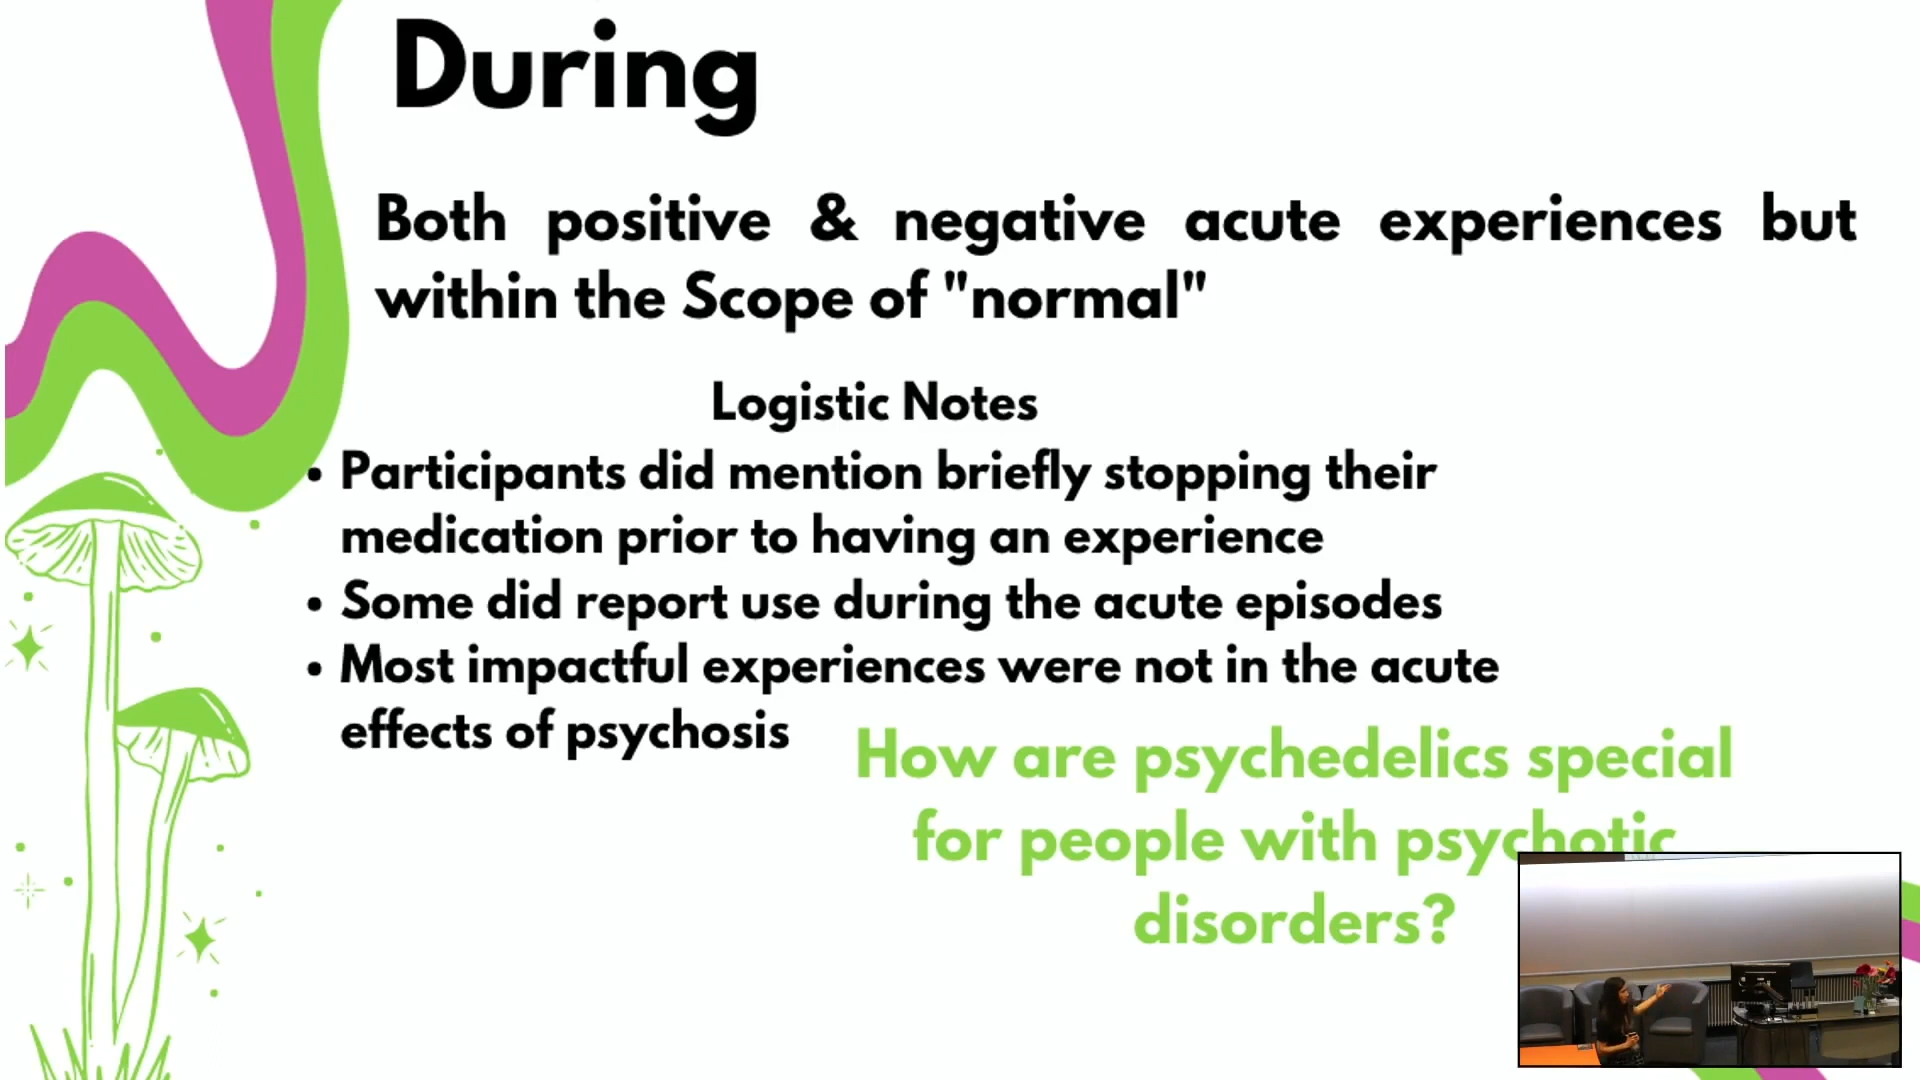 During
Both positive & negative acute experiences but
within the Scope of "normal"
Logistic Notes
• Participants did mention briefly stopping their
medication prior to having an experience
• Some did report use during the acute episodes
• Most impactful experiences were not in the acute
effects of psychosis
How are psychedelics special
for people with psychotic
disorders?